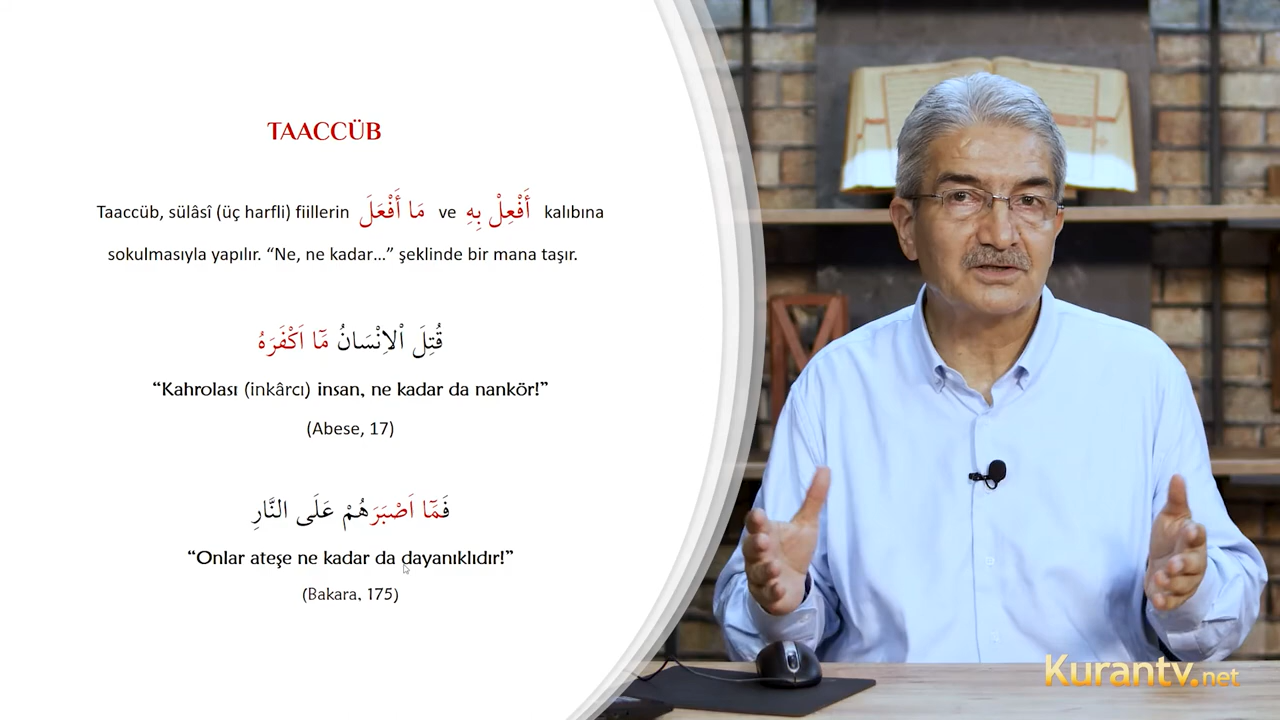 TAACCÜB
Taaccüb, sülâsî (üç harfli) fiillerin مَا أَفْعَلَ ve أَفْعِلْ بِهِ kalıbına
sokulmasıyla yapılır. “Ne, ne kadar...” şeklinde bir mana taşır.
قُتِلَ اْلاِنْسَانُ مَٓا اَكْفَرَهُ
“Kahrolası (inkârcı) insan, ne kadar da nankör!”
(Abese, 17)
فَمَٓا اَصْبَرَهُمْ عَلَى النَّارِ
“Onlar ateşe ne kadar da dayanıklıdır!”
(Bakara, 175)
Kurantv.net